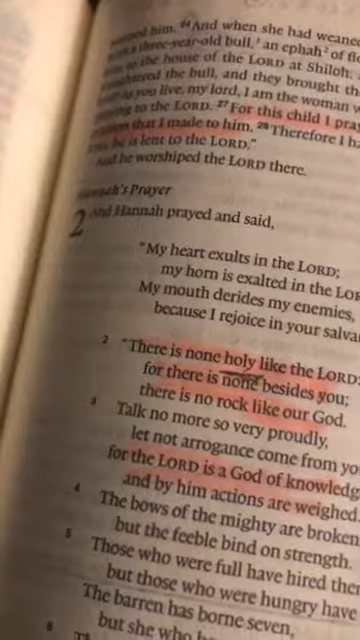 him. 24 And when she had weane
a three-year-old bull, an ephah of flo
to the house of the LORD at Shiloh.
the bull, and they brought th
you live, my lord, I am the woman
to the LORD. 27 For this child I pra
that I made to him. 28 Therefore I ha
he is lent to the LORD."
And he worshiped the LORD there.
Hannah's Prayer
2 And Hannah prayed and said,
"My heart exults in the LORD;
my horn is exalted in the LOR
My mouth derides my enemies,
because I rejoice in your salva
2 "There is none holy like the LORD:
for there is none besides you;
there is no rock like our God.
3 Talk no more so very proudly,
let not arrogance come from yo
for the LORD is a God of knowledg
and by him actions are weighed.
4 The bows of the mighty are broken
but the feeble bind on strength.
5 Those who were full have hired the
but those who were hungry have
The barren has borne seven,
but she who
6